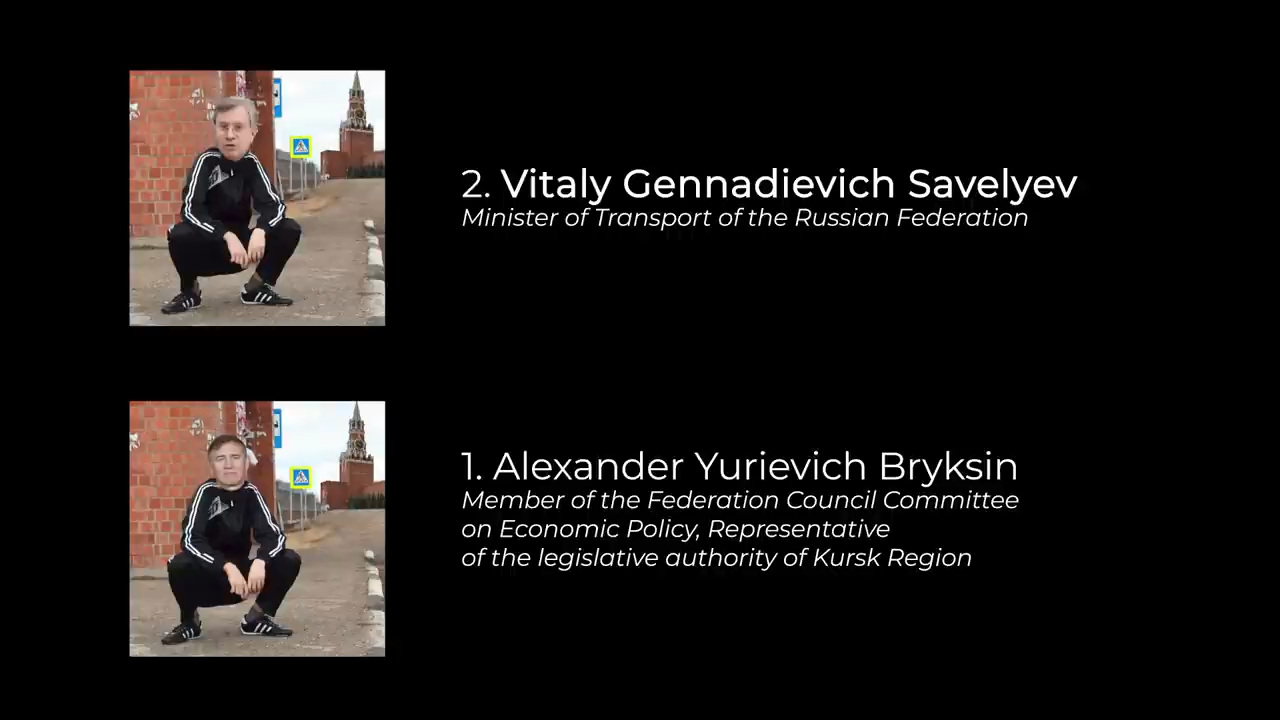 2. Vitaly Gennadievich Savelyev
Minister of Transport of the Russian Federation
1. Alexander Yurievich Bryksin
Member of the Federation Council Committee
on Economic Policy, Representative
of the legislative authority of Kursk Region